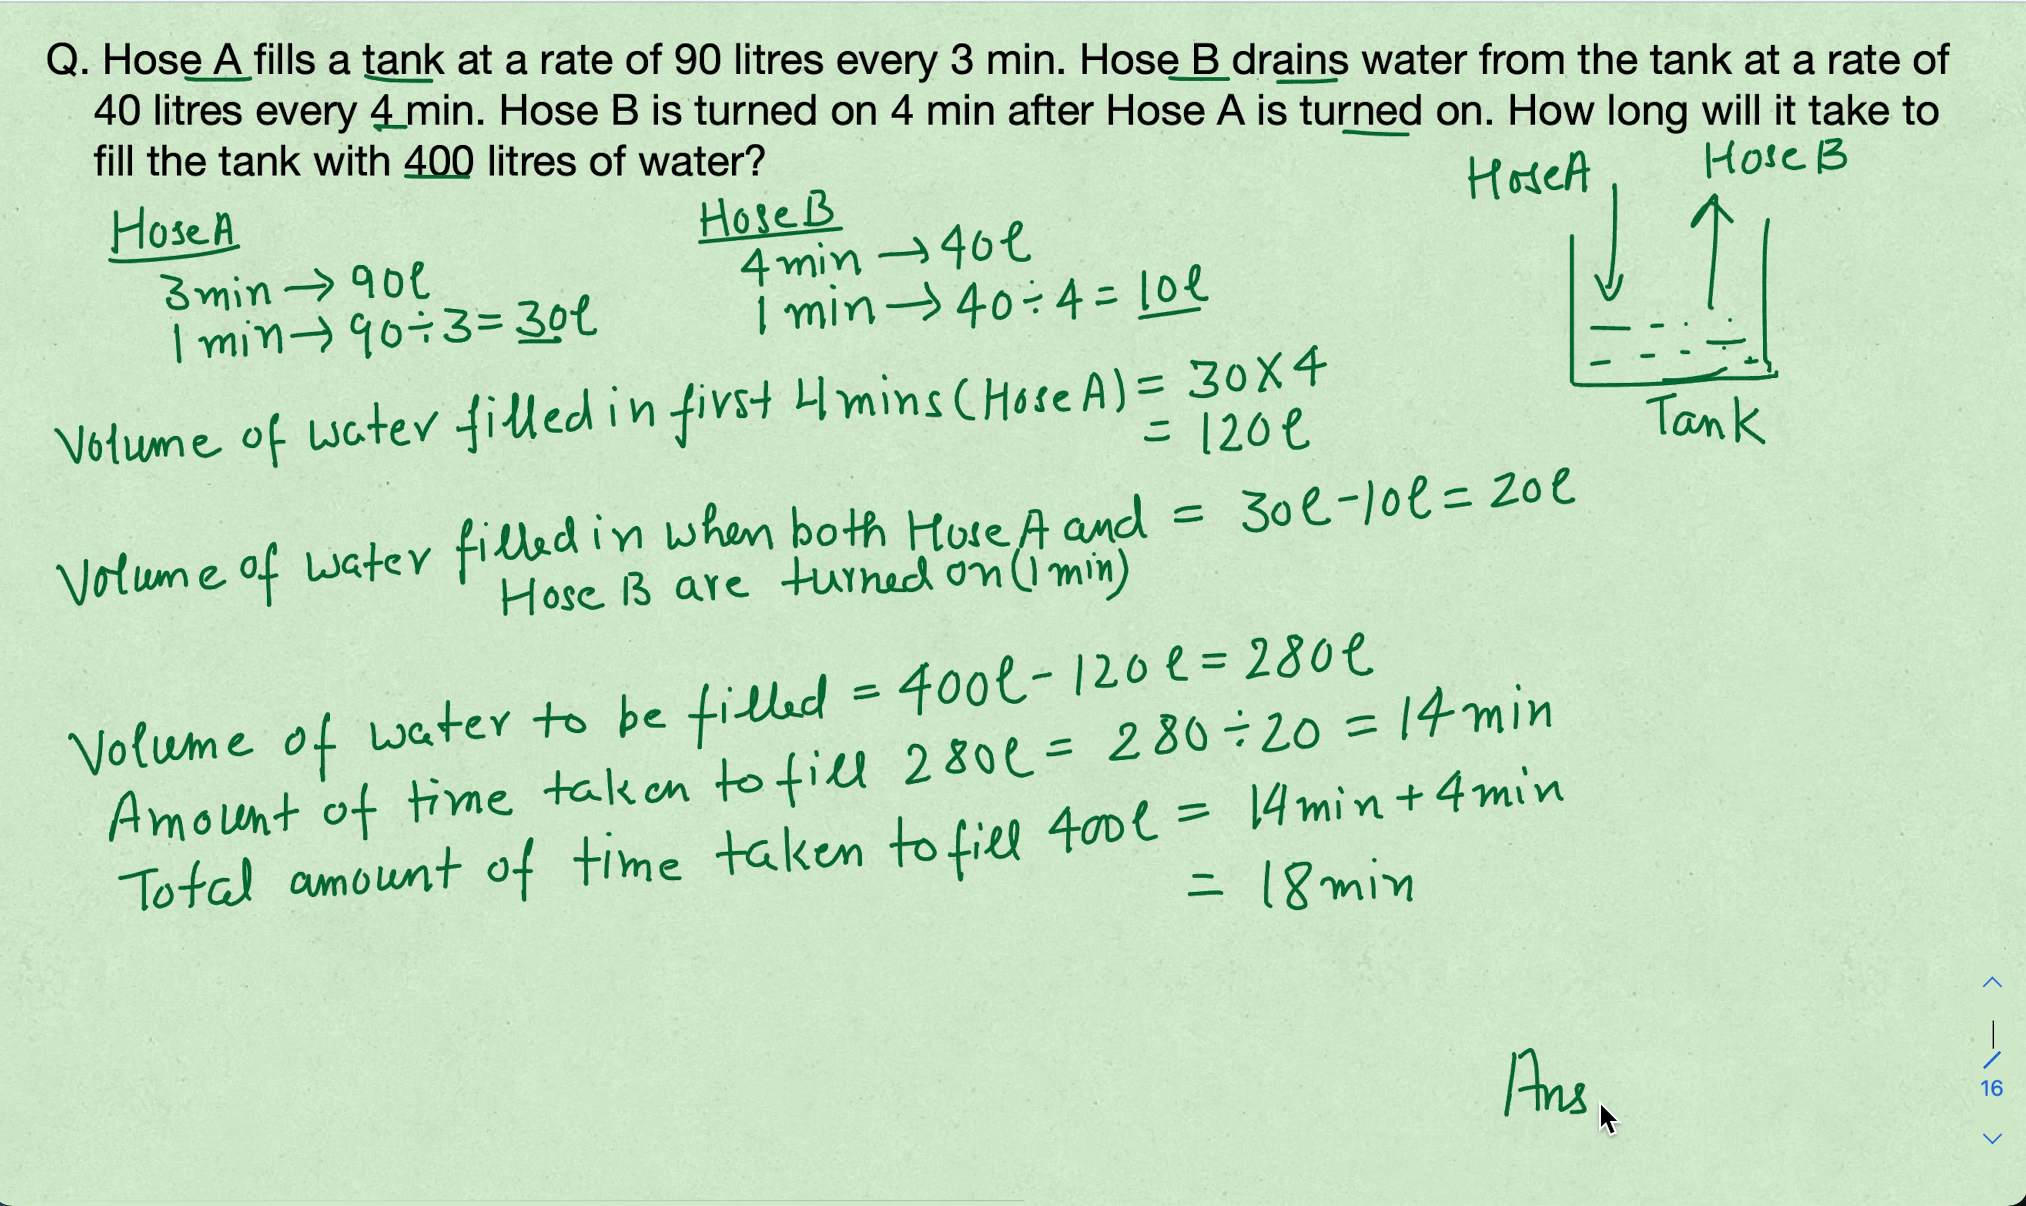 Q. Hose A fills a tank at a rate of 90 litres every 3 min. Hose B drains water from the tank at a rate of
40 litres every 4 min. Hose B is turned on 4 min after Hose A is turned on. How long will it take to
fill the tank with 400 litres of water?
Hose A
3 min → 90l
1 min → 90÷3 = 30l
Hose B
4 min → 40l
1 min → 40÷4 = 10l
Hose A
Hose B
Tank
Volume of water filled in first 4 mins (Hose A) = 30 X 4
= 120l
Volume of water filled in when both Hose A and = 30l - 10l = 20l
Hose B are turned on (1 min)
Volume of water to be filled = 400l - 120l = 280l
Amount of time taken to fill 280l = 280÷20 = 14 min
Total amount of time taken to fill 400l = 14 min + 4 min
= 18 min
Ans
16